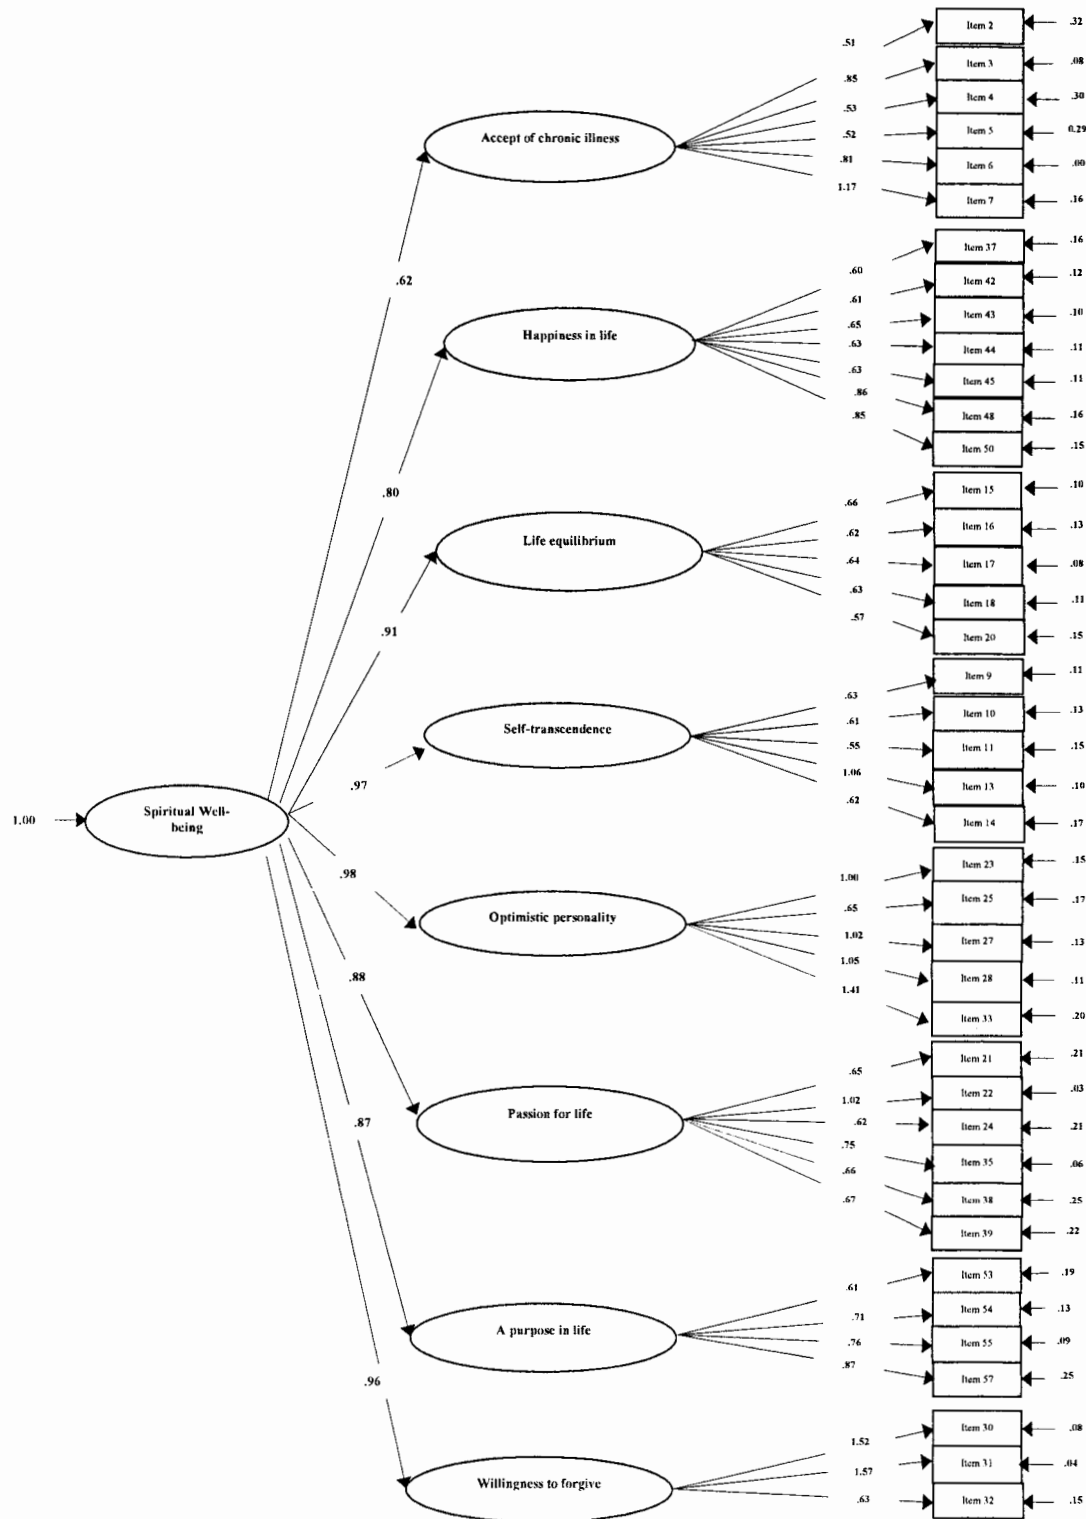 Item 2
.32
.51
Item 3
.08
.85
Item 4
.30
.53
Accept of chronic illness
Item 5
0.29
.52
Item 6
.00
.81
Item 7
.16
1.17
Item 37
.16
.60
Item 42
.12
.61
Item 43
.10
.65
Happiness in life
Item 44
.11
.63
Item 45
.11
.63
Item 48
.16
.86
Item 50
.15
.85
.62
.80
.91
Item 15
.10
.66
Item 16
.13
.62
Life equilibrium
Item 17
.08
.64
Item 18
.11
.63
Item 20
.15
.57
Item 9
.11
.63
Item 10
.13
.61
Self-transcendence
Item 11
.15
.55
Item 13
.10
1.06
Item 14
.17
.62
.97
1.00
Spiritual Well-
being
.98
Item 23
.15
1.00
Item 25
.17
.65
Optimistic personality
Item 27
.13
1.02
Item 28
.11
1.05
Item 33
.20
1.41
.88
Item 21
.21
.65
Item 22
.03
1.02
Passion for life
Item 24
.21
.62
Item 35
.06
.75
Item 38
.25
.66
Item 39
.22
.67
.87
Item 53
.19
.61
Item 54
.13
.71
A purpose in life
Item 55
.09
.76
Item 57
.25
.87
.96
Item 30
.08
1.52
Item 31
.04
1.57
Willingness to forgive
Item 32
.15
.63